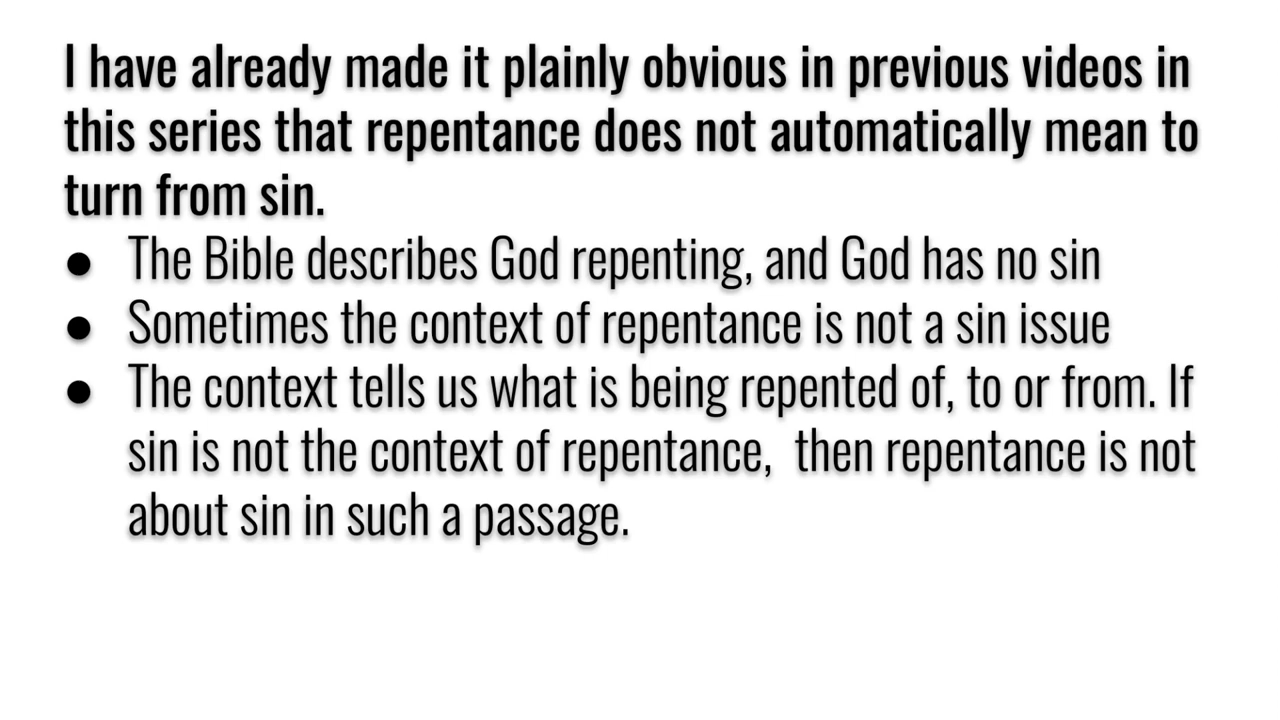 I have already made it plainly obvious in previous videos in
this series that repentance does not automatically mean to
turn from sin.
● The Bible describes God repenting, and God has no sin
● Sometimes the context of repentance is not a sin issue
● The context tells us what is being repented of, to or from. If
sin is not the context of repentance,  then repentance is not
about sin in such a passage.